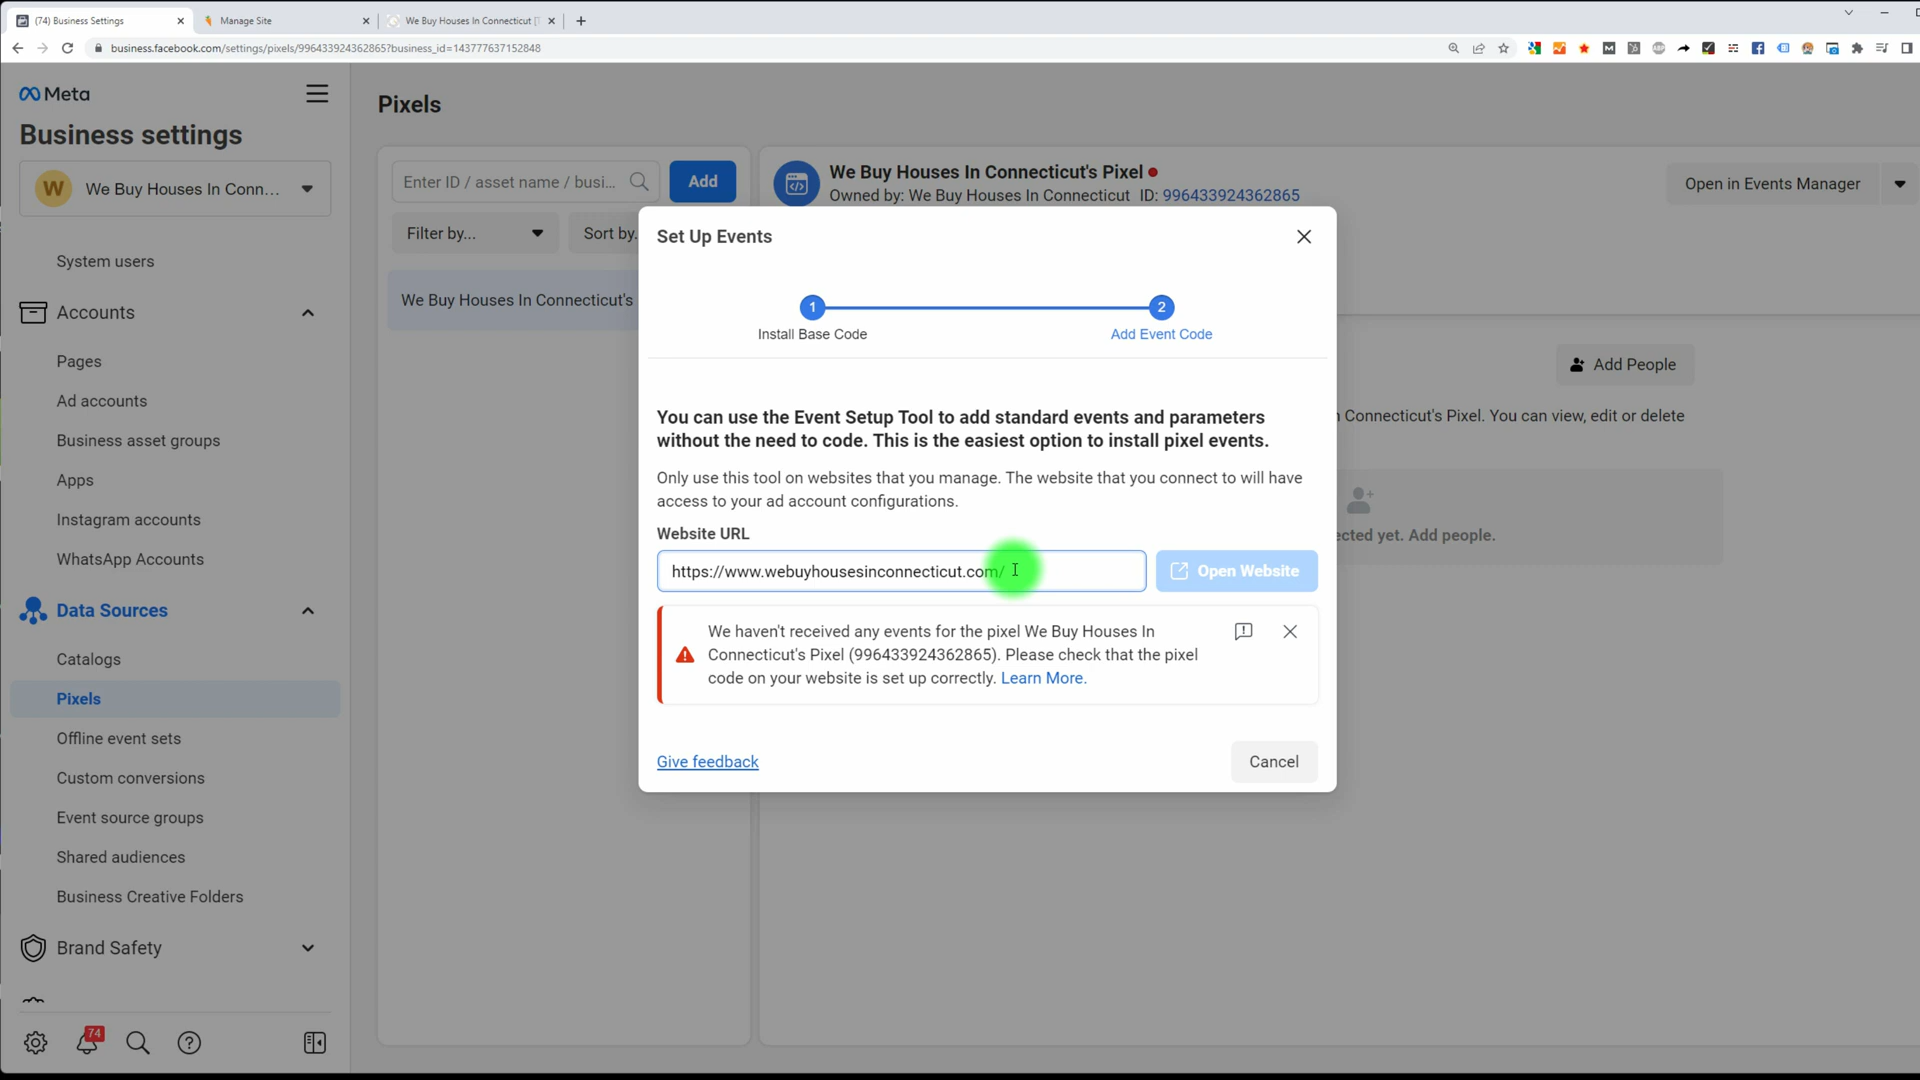 (74) Business Settings
Manage Site
We Buy Houses In Connecticut [
business.facebook.com/settings/pixels/996433924362865?business_id=143777637152848
Meta
Business settings
W
We Buy Houses In Conn...
System users
Accounts
Pages
Ad accounts
Business asset groups
Apps
Instagram accounts
WhatsApp Accounts
Data Sources
Catalogs
Pixels
Offline event sets
Custom conversions
Event source groups
Shared audiences
Business Creative Folders
Brand Safety
74
Pixels
Enter ID / asset name / busi...
Add
Filter by...
Sort by.
We Buy Houses In Connecticut's
We Buy Houses In Connecticut's Pixel
Owned by: We Buy Houses In Connecticut ID: 996433924362865
Open in Events Manager
Add People
Connecticut's Pixel. You can view, edit or delete
ected yet. Add people.
Set Up Events
1
2
Install Base Code
Add Event Code
You can use the Event Setup Tool to add standard events and parameters
without the need to code. This is the easiest option to install pixel events.
Only use this tool on websites that you manage. The website that you connect to will have
access to your ad account configurations.
Website URL
https://www.webuyhousesinconnecticut.com/
Open Website
We haven't received any events for the pixel We Buy Houses In
Connecticut's Pixel (996433924362865). Please check that the pixel
code on your website is set up correctly. Learn More.
Give feedback
Cancel